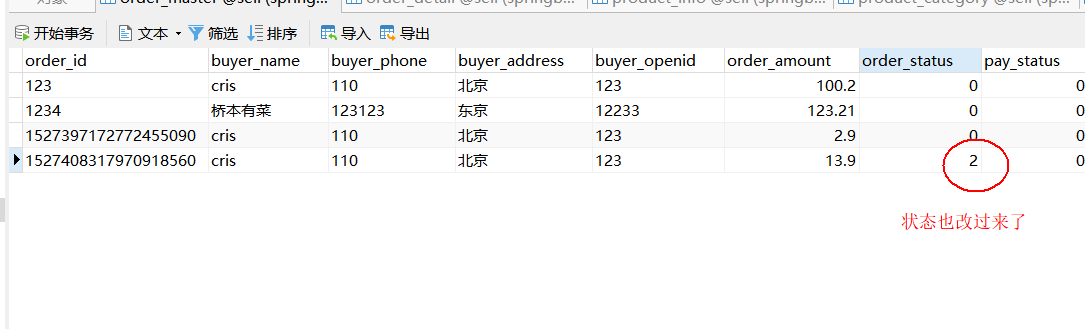 对象 order_master @sell (spring... order_detail @sell (springb... product_info @sell (springb... product_category @sell (spring...
开始事务 文本 筛选 排序 导入 导出
order_id buyer_name buyer_phone buyer_address buyer_openid order_amount order_status pay_status
123 cris 110 北京 123 100.2 0 0
1234 桥本有菜 123123 东京 12233 123.21 0 0
1527397172772455090 cris 110 北京 123 2.9 0 0
1527408317970918560 cris 110 北京 123 13.9 2 0
状态也改过来了